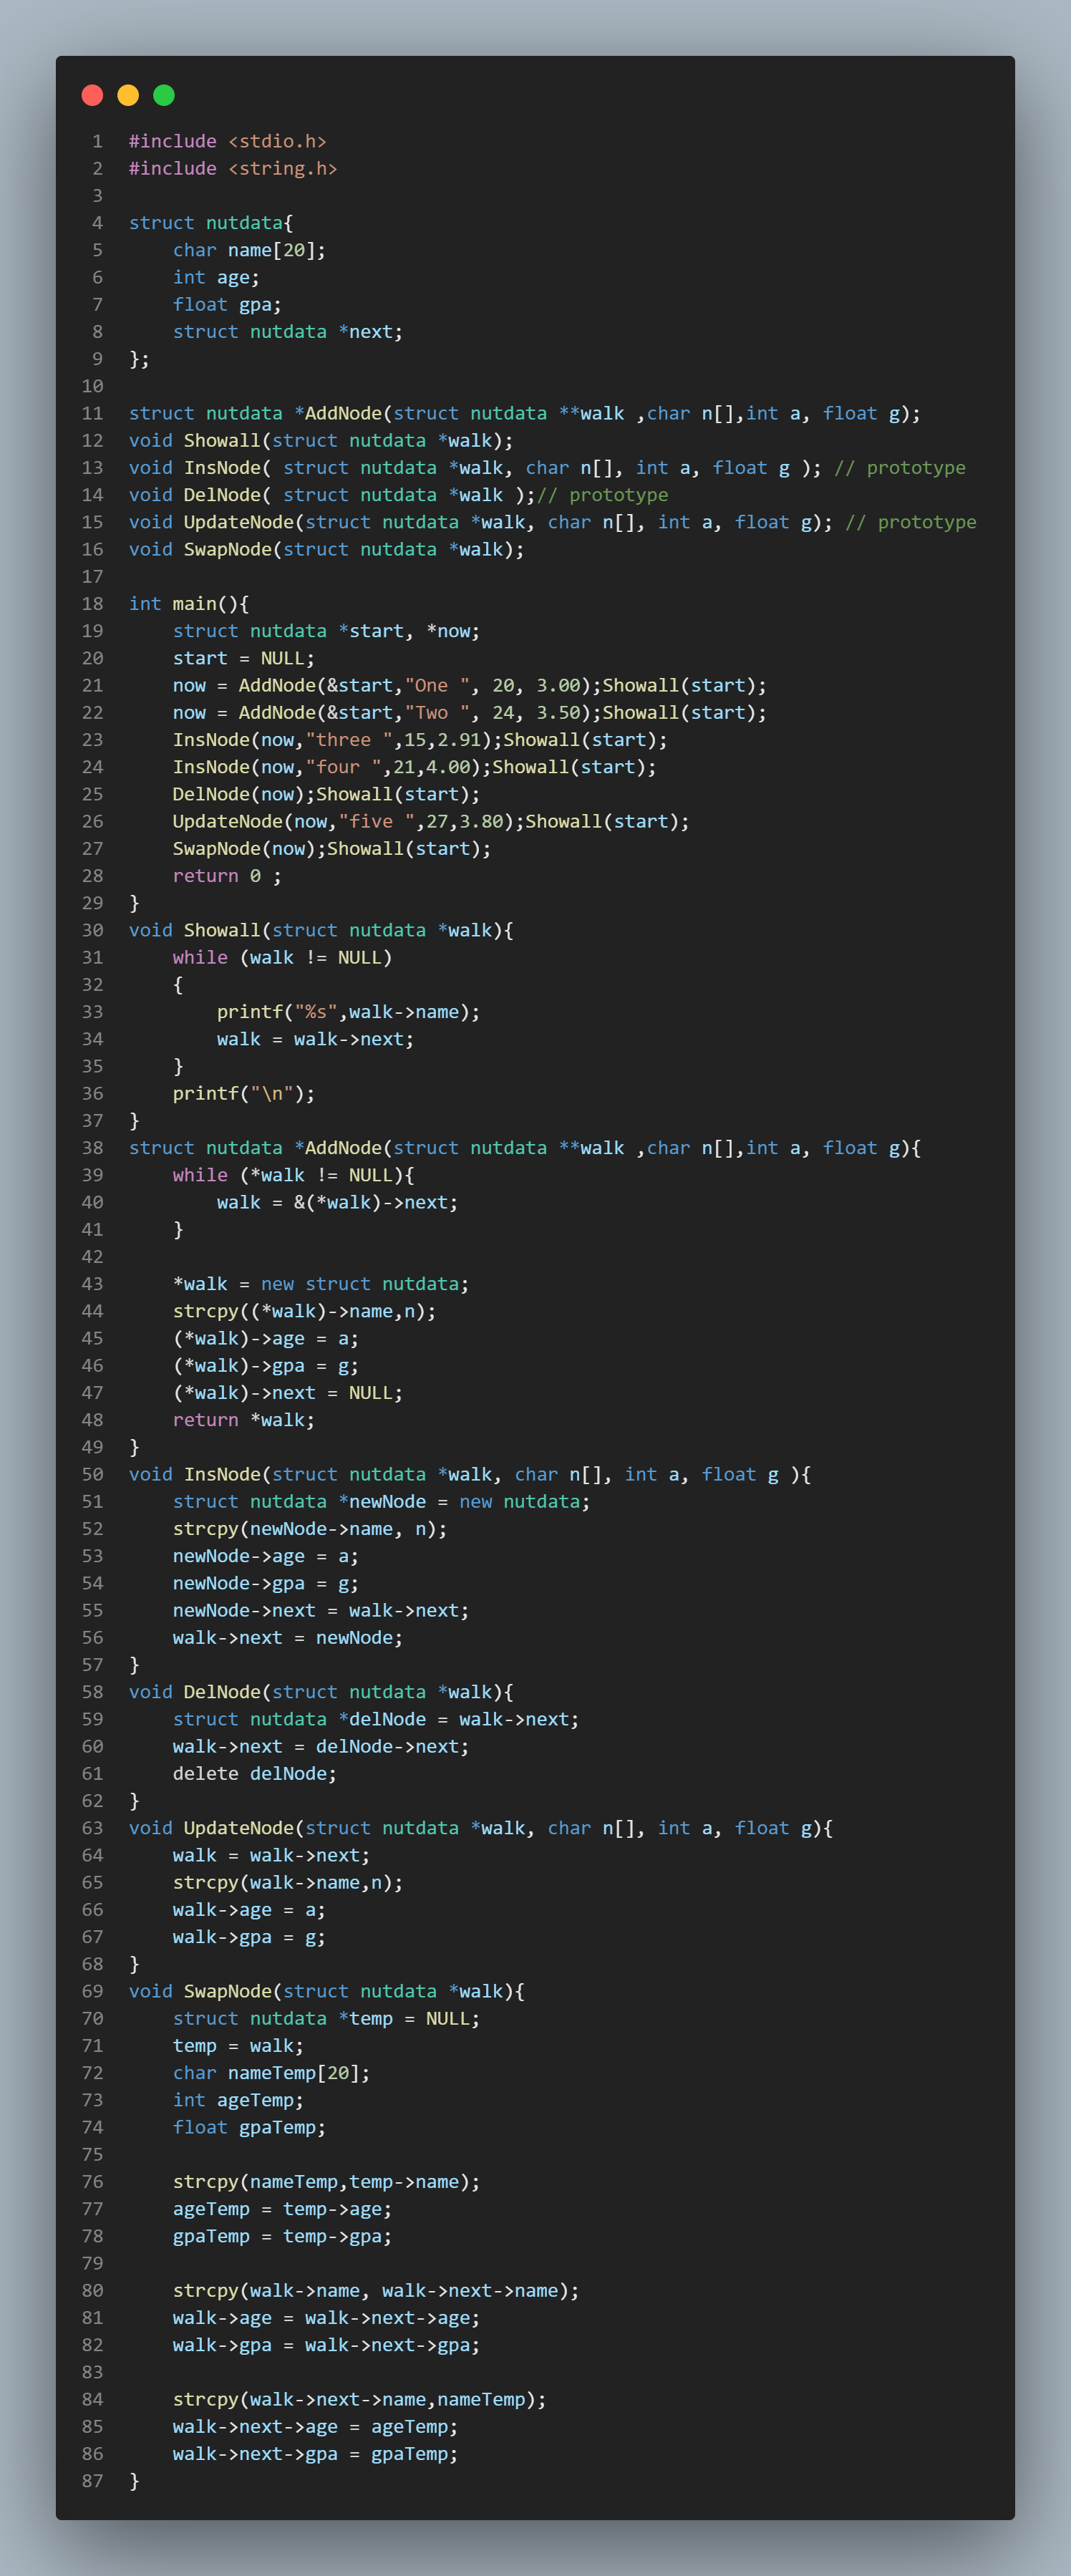 1 #include <stdio.h>
2 #include <string.h>
3
4 struct nutdata{
5     char name[20];
6     int age;
7     float gpa;
8     struct nutdata *next;
9 };
10
11 struct nutdata *AddNode(struct nutdata **walk ,char n[],int a, float g);
12 void Showall(struct nutdata *walk);
13 void InsNode( struct nutdata *walk, char n[], int a, float g ); // prototype
14 void DelNode( struct nutdata *walk );// prototype
15 void UpdateNode(struct nutdata *walk, char n[], int a, float g); // prototype
16 void SwapNode(struct nutdata *walk);
17
18 int main(){
19     struct nutdata *start, *now;
20     start = NULL;
21     now = AddNode(&start,"One ", 20, 3.00);Showall(start);
22     now = AddNode(&start,"Two ", 24, 3.50);Showall(start);
23     InsNode(now,"three ",15,2.91);Showall(start);
24     InsNode(now,"four ",21,4.00);Showall(start);
25     DelNode(now);Showall(start);
26     UpdateNode(now,"five ",27,3.80);Showall(start);
27     SwapNode(now);Showall(start);
28     return 0 ;
29 }
30 void Showall(struct nutdata *walk){
31     while (walk != NULL)
32     {
33         printf("%s",walk->name);
34         walk = walk->next;
35     }
36     printf("\n");
37 }
38 struct nutdata *AddNode(struct nutdata **walk ,char n[],int a, float g){
39     while (*walk != NULL){
40         walk = &(*walk)->next;
41     }
42
43     *walk = new struct nutdata;
44     strcpy((*walk)->name,n);
45     (*walk)->age = a;
46     (*walk)->gpa = g;
47     (*walk)->next = NULL;
48     return *walk;
49 }
50 void InsNode(struct nutdata *walk, char n[], int a, float g ){
51     struct nutdata *newNode = new nutdata;
52     strcpy(newNode->name, n);
53     newNode->age = a;
54     newNode->gpa = g;
55     newNode->next = walk->next;
56     walk->next = newNode;
57 }
58 void DelNode(struct nutdata *walk){
59     struct nutdata *delNode = walk->next;
60     walk->next = delNode->next;
61     delete delNode;
62 }
63 void UpdateNode(struct nutdata *walk, char n[], int a, float g){
64     walk = walk->next;
65     strcpy(walk->name,n);
66     walk->age = a;
67     walk->gpa = g;
68 }
69 void SwapNode(struct nutdata *walk){
70     struct nutdata *temp = NULL;
71     temp = walk;
72     char nameTemp[20];
73     int ageTemp;
74     float gpaTemp;
75
76     strcpy(nameTemp,temp->name);
77     ageTemp = temp->age;
78     gpaTemp = temp->gpa;
79
80     strcpy(walk->name, walk->next->name);
81     walk->age = walk->next->age;
82     walk->gpa = walk->next->gpa;
83
84     strcpy(walk->next->name,nameTemp);
85     walk->next->age = ageTemp;
86     walk->next->gpa = gpaTemp;
87 }